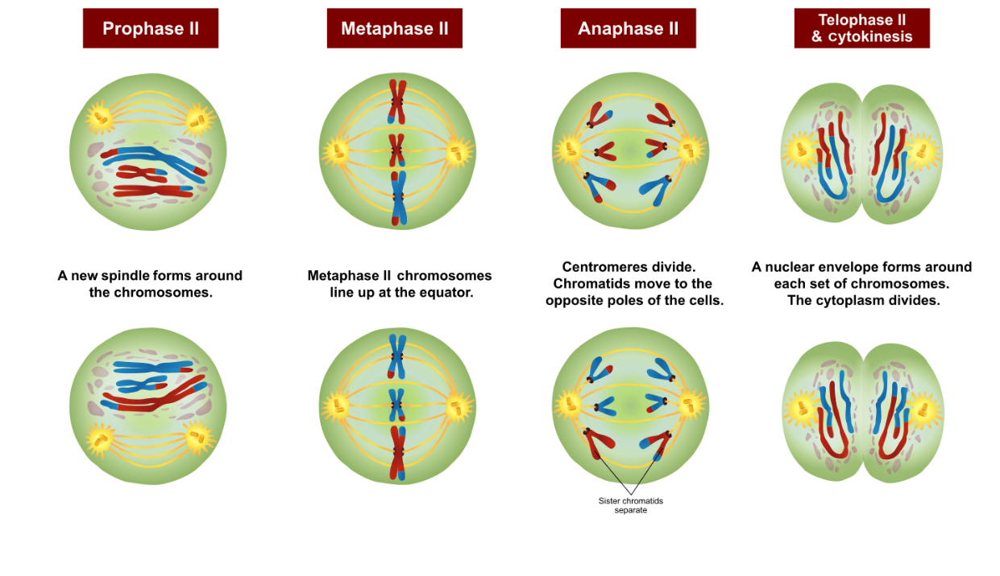 Prophase II
Metaphase II
Anaphase II
Telophase II
& Cytokinesis
A new spindle forms around
the chromosomes.
Metaphase II chromosomes
line up at the equator.
Centromeres divide.
Chromatids move to the
opposite poles of the cells.
A nuclear envelope forms around
each set of chromosomes.
The cytoplasm divides.
Sister chromatids
separate